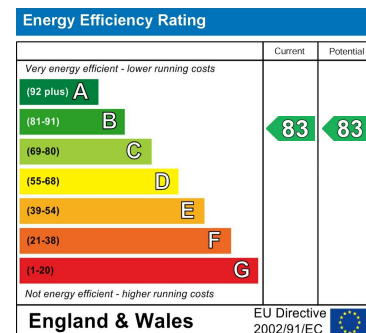 Energy Efficiency Rating
Current Potential
Very energy efficient - lower running costs
(92 plus) A
(81-91) B
83 83
(69-80) C
(55-68) D
(39-54) E
(21-38) F
(1-20) G
Not energy efficient - higher running costs
England & Wales
EU Directive
2002/91/EC